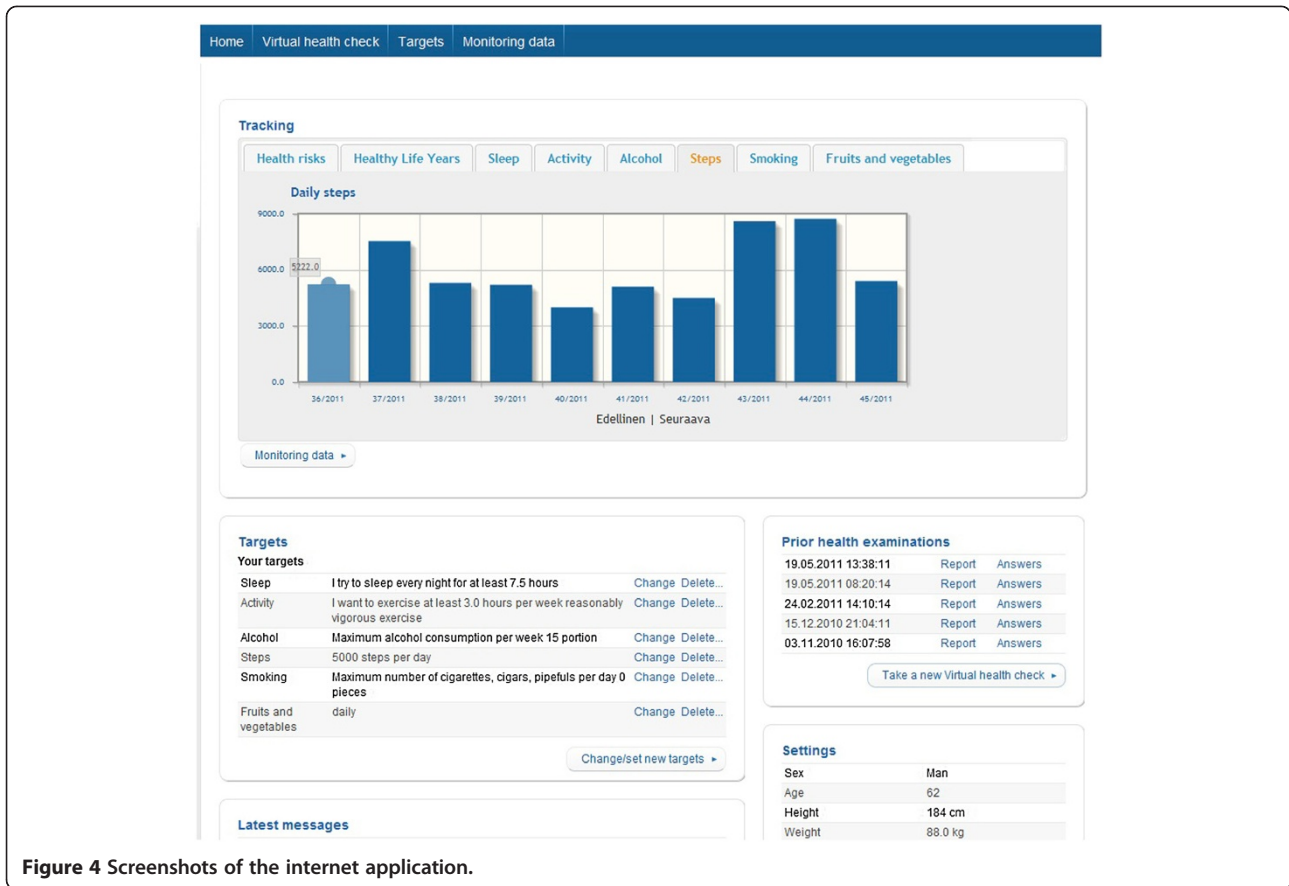 Home Virtual health check Targets Monitoring data
Tracking
Health risks Healthy Life Years Sleep Activity Alcohol Steps Smoking Fruits and vegetables
Daily steps
9000.0
6000.0
5222.0
3000.0
0.0
36/2011 37/2011 38/2011 39/2011 40/2011 41/2011 42/2011 43/2011 44/2011 45/2011
Edellinen | Seuraava
Monitoring data
Targets
Your targets
Sleep I try to sleep every night for at least 7.5 hours Change Delete...
Activity I want to exercise at least 3.0 hours per week reasonably Change Delete...
vigorous exercise
Alcohol Maximum alcohol consumption per week 15 portion Change Delete...
Steps 5000 steps per day Change Delete...
Smoking Maximum number of cigarettes, cigars, pipefuls per day 0 Change Delete...
pieces
Fruits and daily Change Delete...
vegetables
Change/set new targets
Latest messages
Prior health examinations
19.05.2011 13:38:11 Report Answers
19.05.2011 08:20:14 Report Answers
24.02.2011 14:10:14 Report Answers
15.12.2010 21:04:11 Report Answers
03.11.2010 16:07:58 Report Answers
Take a new Virtual health check
Settings
Sex Man
Age 62
Height 184 cm
Weight 88.0 kg
Figure 4 Screenshots of the internet application.